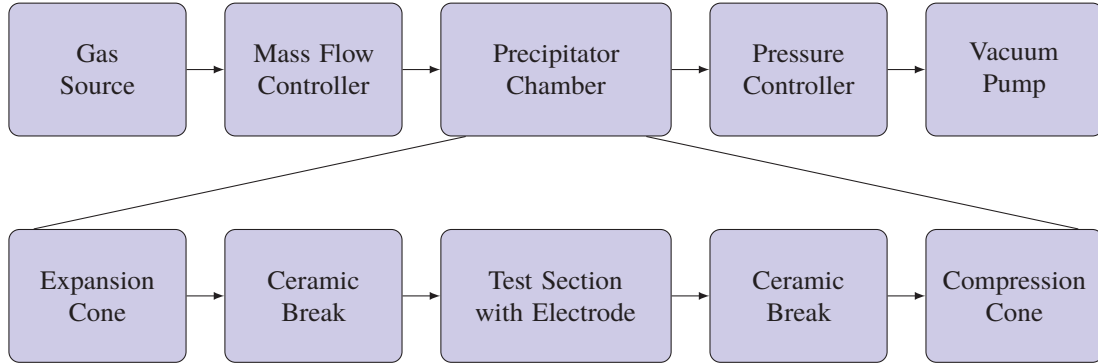 Gas
Source
Mass Flow
Controller
Precipitator
Chamber
Pressure
Controller
Vacuum
Pump
Expansion
Cone
Ceramic
Break
Test Section
with Electrode
Ceramic
Break
Compression
Cone